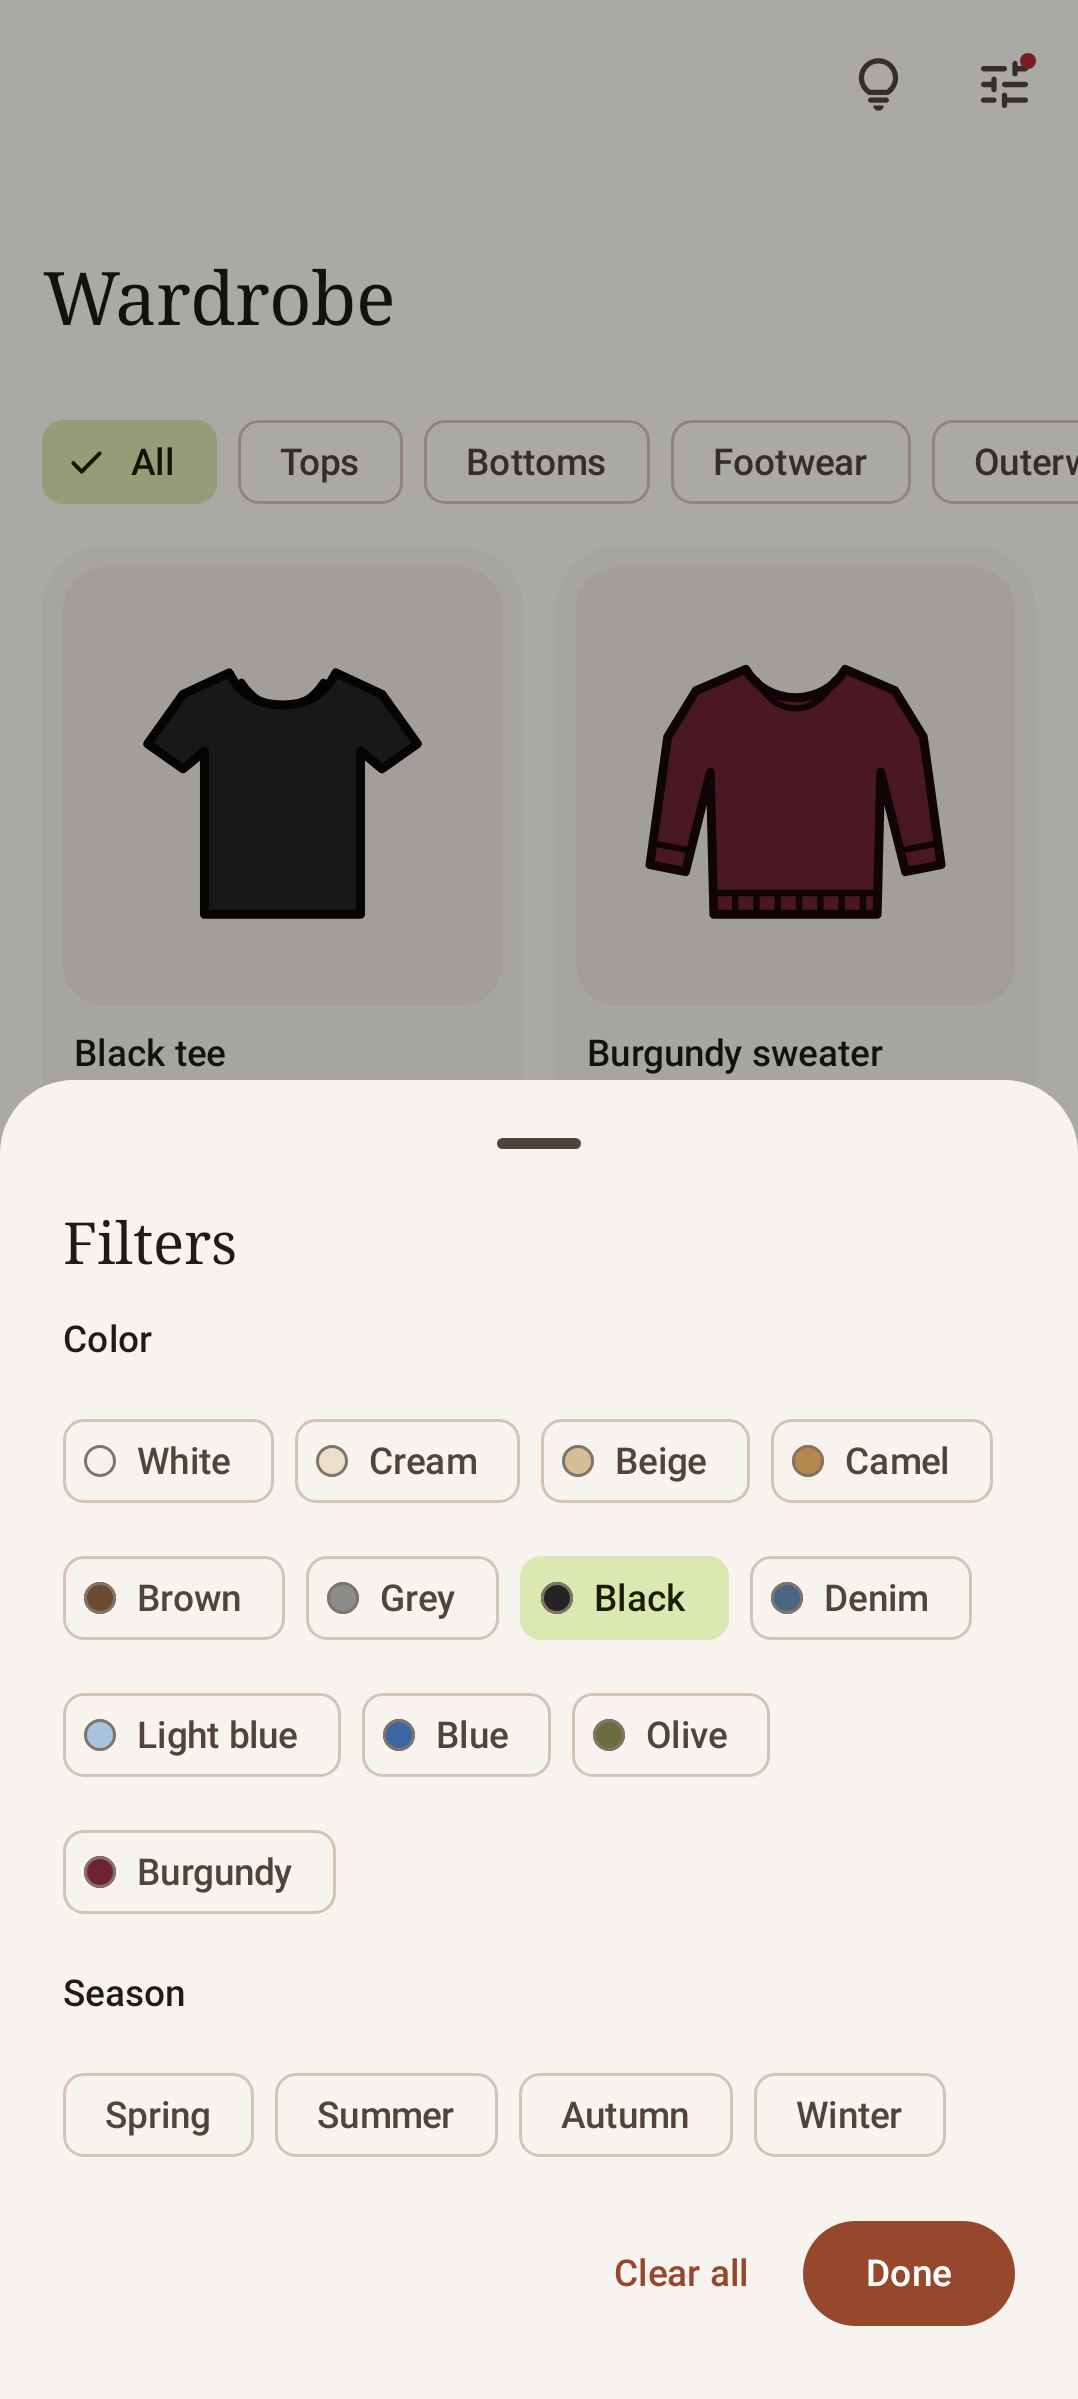 Wardrobe
All Tops Bottoms Footwear Outerw
Black tee Burgundy sweater
Filters
Color
White Cream Beige Camel
Brown Grey Black Denim
Light blue Blue Olive
Burgundy
Season
Spring Summer Autumn Winter
Clear all Done